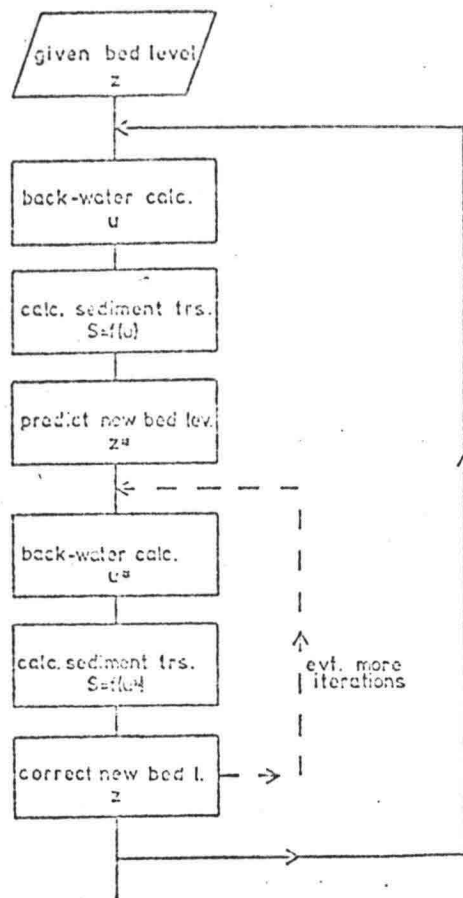 given bed level
z
back-water calc.
u
calc. sediment trs.
S=f(u)
predict new bed lev.
z*
back-water calc.
u*
calc. sediment trs.
S=f(u*)
correct new bed l.
z
evt. more
iterations